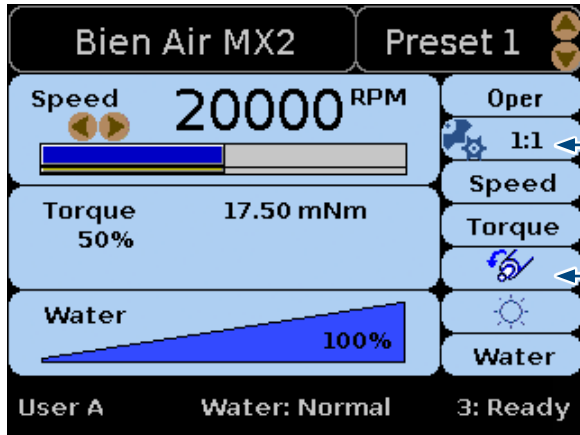 Bien Air MX2
Preset 1
Speed
20000 RPM
Oper
1:1
Speed
Torque
17.50 mNm
50%
Torque
Water
100%
Water
User A
Water: Normal
3: Ready